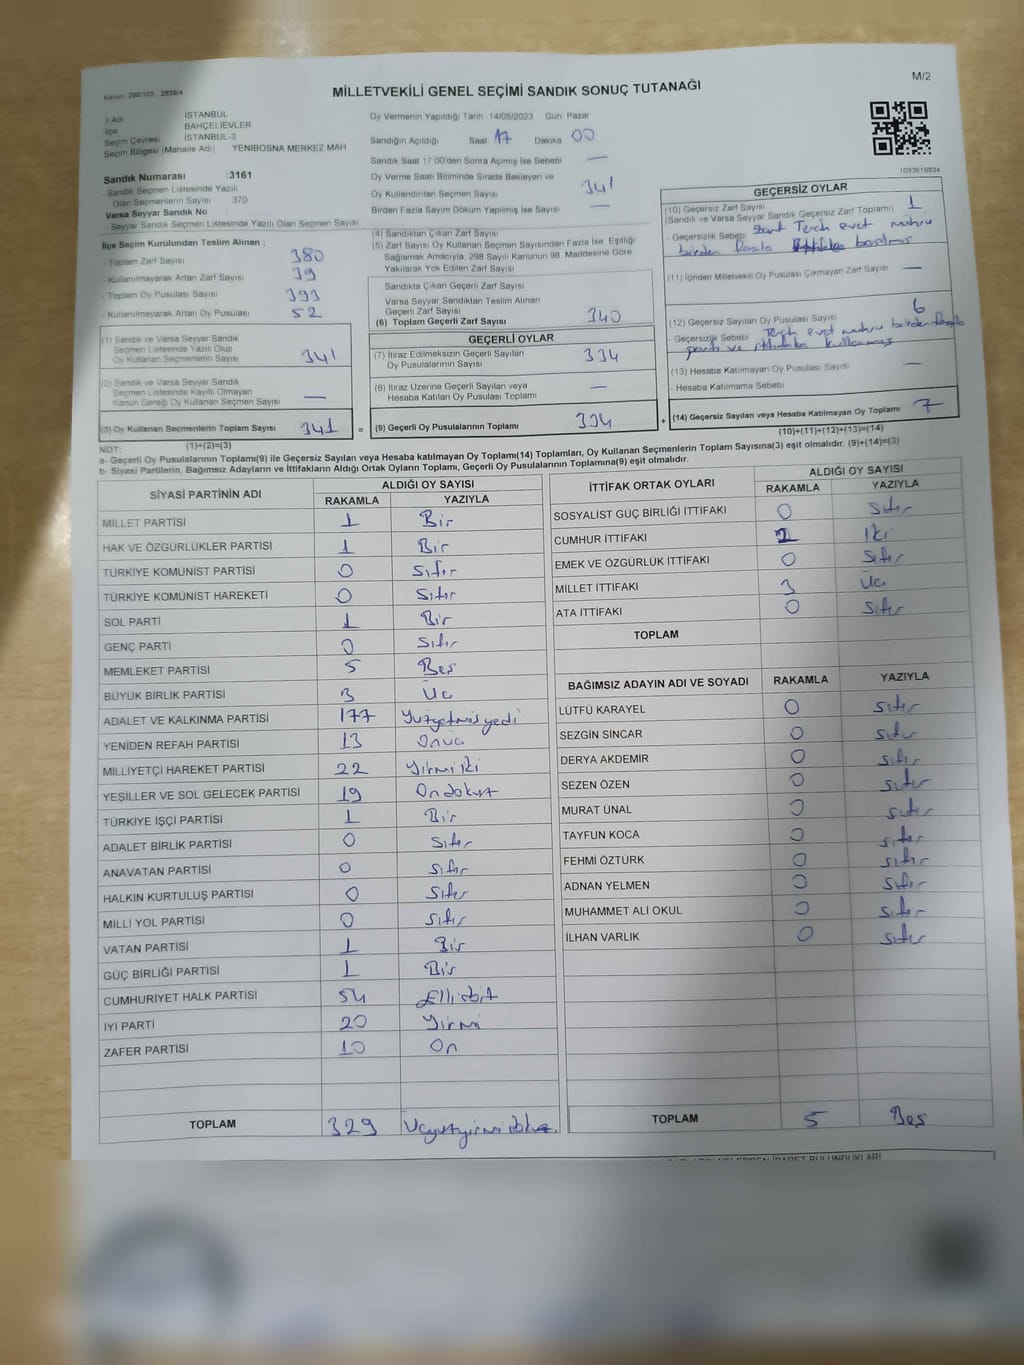 Kanun: 298/105 2839/4
MİLLETVEKİLİ GENEL SEÇİMİ SANDIK SONUÇ TUTANAĞI
M/2
İl Adı İSTANBUL
İlçe BAHÇELİEVLER
Seçim Çevresi İSTANBUL-3
Seçim Bölgesi (Mahalle Adı) YENİBOSNA MERKEZ MAH
Sandık Numarası :3161
- Sandık Seçmen Listesinde Yazılı
Olan Seçmenlerin Sayısı 370
Varsa Seyyar Sandık No :
- Seyyar Sandık Seçmen Listesinde Yazılı Olan Seçmen Sayısı
İlçe Seçim Kurulundan Teslim Alınan ;
- Toplam Zarf Sayısı 380
- Kullanılmayarak Artan Zarf Sayısı 39
- Toplam Oy Pusulası Sayısı 393
- Kullanılmayarak Artan Oy Pusulası 52
(1) Sandık ve Varsa Seyyar Sandık
Seçmen Listesinde Yazılı Olup
Oy Kullanan Seçmenlerin Sayısı 341
(2) Sandık ve Varsa Seyyar Sandık
Seçmen Listesinde Kayıtlı Olmayan
Kanun Gereği Oy Kullanan Seçmen Sayısı —
(3) Oy Kullanan Seçmenlerin Toplam Sayısı 341 =
(1)+(2)=(3)
Oy Vermenin Yapıldığı Tarih 14/05/2023 Gün Pazar
Sandığın Açıldığı Saat 17 Dakika 00
Sandık Saat 17 00'den Sonra Açımış İse Sebebi —
Oy Verme Saati Bitiminde Sırada Bekleyen ve
Oy Kullandırılan Seçmen Sayısı 341
Birden Fazla Sayım Döküm Yapılmış İse Sayısı —
(4) Sandıktan Çıkan Zarf Sayısı
(5) Zarf Sayısı Oy Kullanan Seçmen Sayısından Fazla İse, Eşitliği
Sağlamak Amacıyla, 298 Sayılı Kanunun 98 Maddesine Göre
Yakılarak Yok Edilen Zarf Sayısı
Sandıkta Çıkan Geçerli Zarf Sayısı
Varsa Seyyar Sandıktan Teslim Alınan
Geçerli Zarf Sayısı
(6) Toplam Geçerli Zarf Sayısı 340
GEÇERLİ OYLAR
(7) İtiraz Edilmeksizin Geçerli Sayılan
Oy Pusulalarının Sayısı 334
(8) İtiraz Üzerine Geçerli Sayılan veya
Hesaba Katılan Oy Pusulası Toplamı —
(9) Geçerli Oy Pusulalarının Toplamı 334 +
1093619834
GEÇERSİZ OYLAR
(10) Geçersiz Zarf Sayısı 1
(Sandık ve Varsa Seyyar Sandık Geçersiz Zarf Toplamı)
- Geçersizlik Sebebi Zarf Tercih evet mührü
birden fazla basılmış
(11) İçinden Milletvekili Oy Pusulası Çıkmayan Zarf Sayısı —
(12) Geçersiz Sayılan Oy Pusulası Sayısı 6
- Geçersizlik Sebebi Tercih evet mührü birden fazla
parti ve ittifaka kullanmış
(13) Hesaba Katılmayan Oy Pusulası Sayısı —
- Hesaba Katılmama Sebebi
(14) Geçersiz Sayılan veya Hesaba Katılmayan Oy Toplamı 7
(10)+(11)+(12)+(13)=(14)
NOT:
a- Geçerli Oy Pusulalarının Toplamı(9) ile Geçersiz Sayılan veya Hesaba Katılmayan Oy Toplamı(14) Toplamları, Oy Kullanan Seçmenlerin Toplam Sayısına(3) eşit olmalıdır. (9)+(14)=(3)
b- Siyasi Partilerin, Bağımsız Adayların ve İttifakların Aldığı Ortak Oyların Toplamı, Geçerli Oy Pusulalarının Toplamına(9) eşit olmalıdır.
SİYASİ PARTİNİN ADI ALDIĞI OY SAYISI
RAKAMLA YAZIYLA
MİLLET PARTİSİ 1 Bir
HAK VE ÖZGÜRLÜKLER PARTİSİ 1 Bir
TÜRKİYE KOMÜNİST PARTİSİ 0 Sıfır
TÜRKİYE KOMÜNİST HAREKETİ 0 Sıfır
SOL PARTİ 1 Bir
GENÇ PARTİ 0 Sıfır
MEMLEKET PARTİSİ 5 Beş
BÜYÜK BİRLİK PARTİSİ 3 Üç
ADALET VE KALKINMA PARTİSİ 177 Yüzyetmişyedi
YENİDEN REFAH PARTİSİ 13 Onüç
MİLLİYETÇİ HAREKET PARTİSİ 22 Yirmiiki
YEŞİLLER VE SOL GELECEK PARTİSİ 19 Ondokuz
TÜRKİYE İŞÇİ PARTİSİ 1 Bir
ADALET BİRLİK PARTİSİ 0 Sıfır
ANAVATAN PARTİSİ 0 Sıfır
HALKIN KURTULUŞ PARTİSİ 0 Sıfır
MİLLİ YOL PARTİSİ 0 Sıfır
VATAN PARTİSİ 1 Bir
GÜÇ BİRLİĞİ PARTİSİ 1 Bir
CUMHURİYET HALK PARTİSİ 54
İYİ PARTİ 20 Yirmi
ZAFER PARTİSİ 10 On
TOPLAM 329 Üçyüzyirmidokuz.
İTTİFAK ORTAK OYLARI ALDIĞI OY SAYISI
RAKAMLA YAZIYLA
SOSYALİST GÜÇ BİRLİĞİ İTTİFAKI 0 Sıfır
CUMHUR İTTİFAKI 2 İki
EMEK VE ÖZGÜRLÜK İTTİFAKI 0 Sıfır
MİLLET İTTİFAKI 3 Üç
ATA İTTİFAKI 0 Sıfır
TOPLAM
BAĞIMSIZ ADAYIN ADI VE SOYADI RAKAMLA YAZIYLA
LÜTFÜ KARAYEL 0 Sıfır
SEZGİN SİNCAR 0 Sıfır
DERYA AKDEMİR 0 Sıfır
SEZEN ÖZEN 0 Sıfır
MURAT ÜNAL 0 Sıfır
TAYFUN KOCA 0 Sıfır
FEHMİ ÖZTÜRK 0 Sıfır
ADNAN YELMEN 0 Sıfır
MUHAMMET ALİ OKUL 0 Sıfır
İLHAN VARLIK 0 Sıfır
TOPLAM 5 Beş